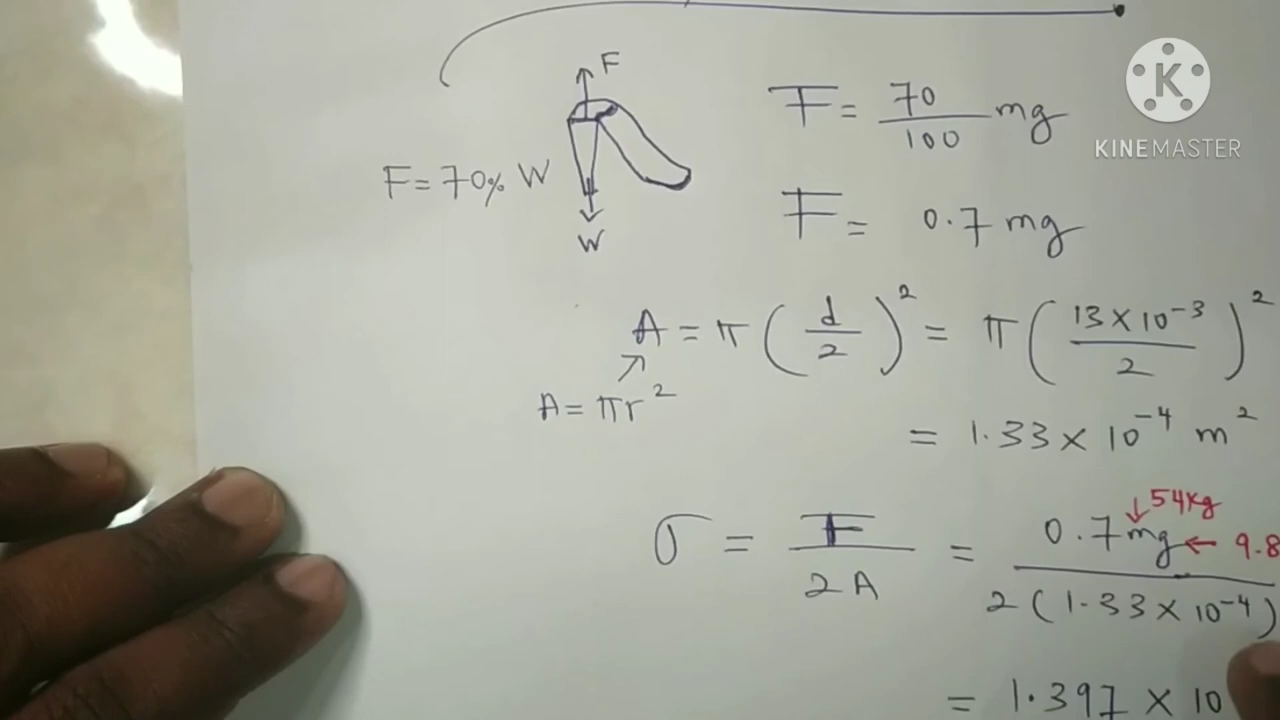 F
F = 70% W
W
F = 70/100 mg
F = 0.7 mg
K
KINEMASTER
A = π (d/2)² = π (13 × 10⁻³/2)²
A = πr²
= 1.33 × 10⁻⁴ m²
σ = F/2A = 0.7 mg/2 (1.33 × 10⁻⁴)
54kg
9.8
= 1.397 × 10